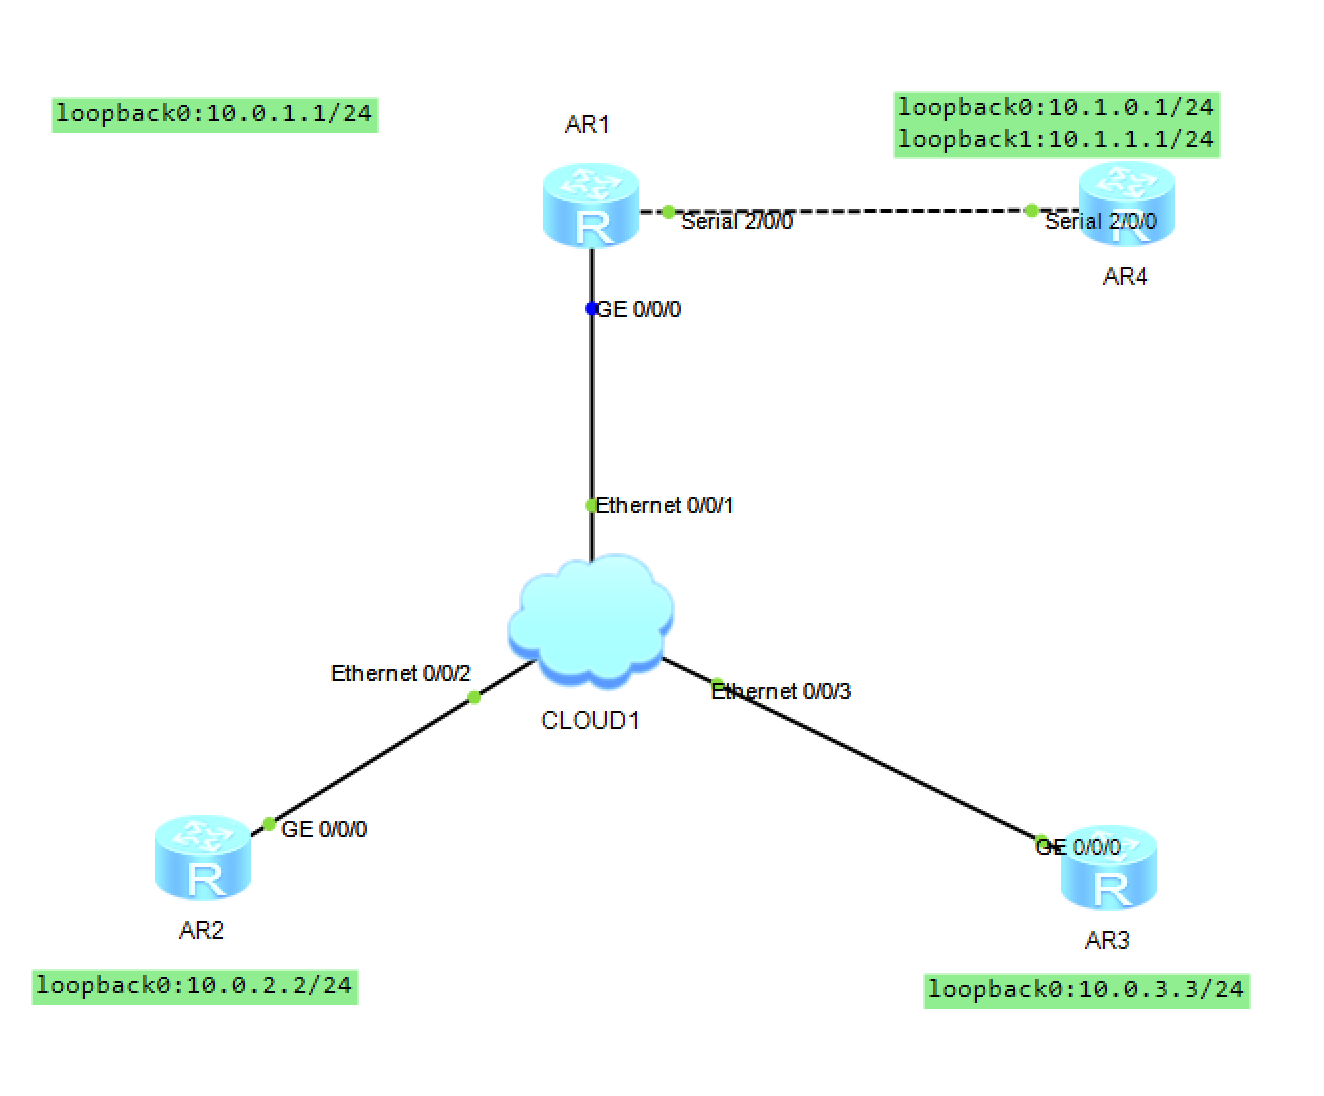 loopback0:10.0.1.1/24
AR1
loopback0:10.1.0.1/24
loopback1:10.1.1.1/24
R
Serial 2/0/0
Serial 2/0/0
R
AR4
GE 0/0/0
Ethernet 0/0/1
Ethernet 0/0/2
Ethernet 0/0/3
CLOUD1
GE 0/0/0
GE 0/0/0
R
R
AR2
AR3
loopback0:10.0.2.2/24
loopback0:10.0.3.3/24